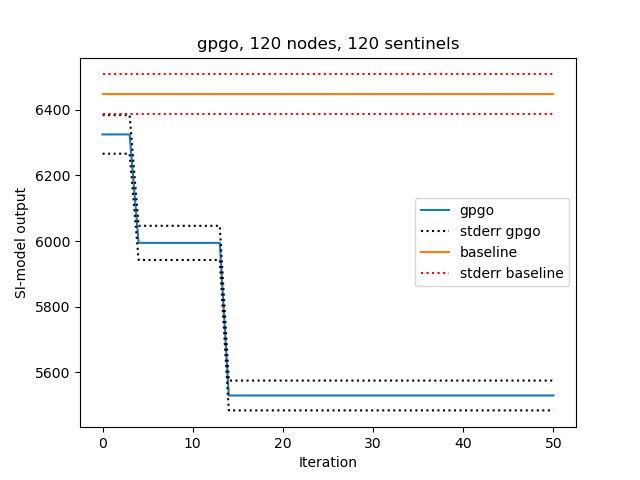 gpgo, 120 nodes, 120 sentinels
SI-model output
6400
6200
6000
5800
5600
gpgo
stderr gpgo
baseline
stderr baseline
0 10 20 30 40 50
Iteration